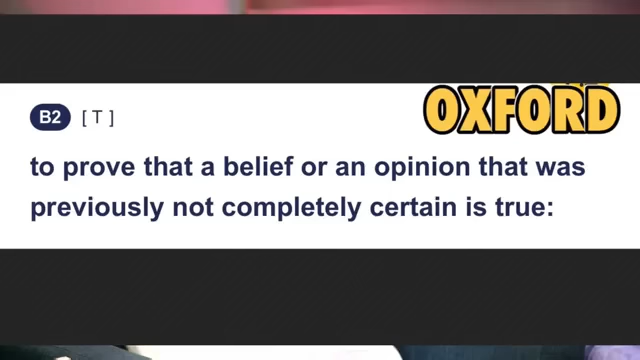 OXFORD
B2 [ T ]
to prove that a belief or an opinion that was
previously not completely certain is true: